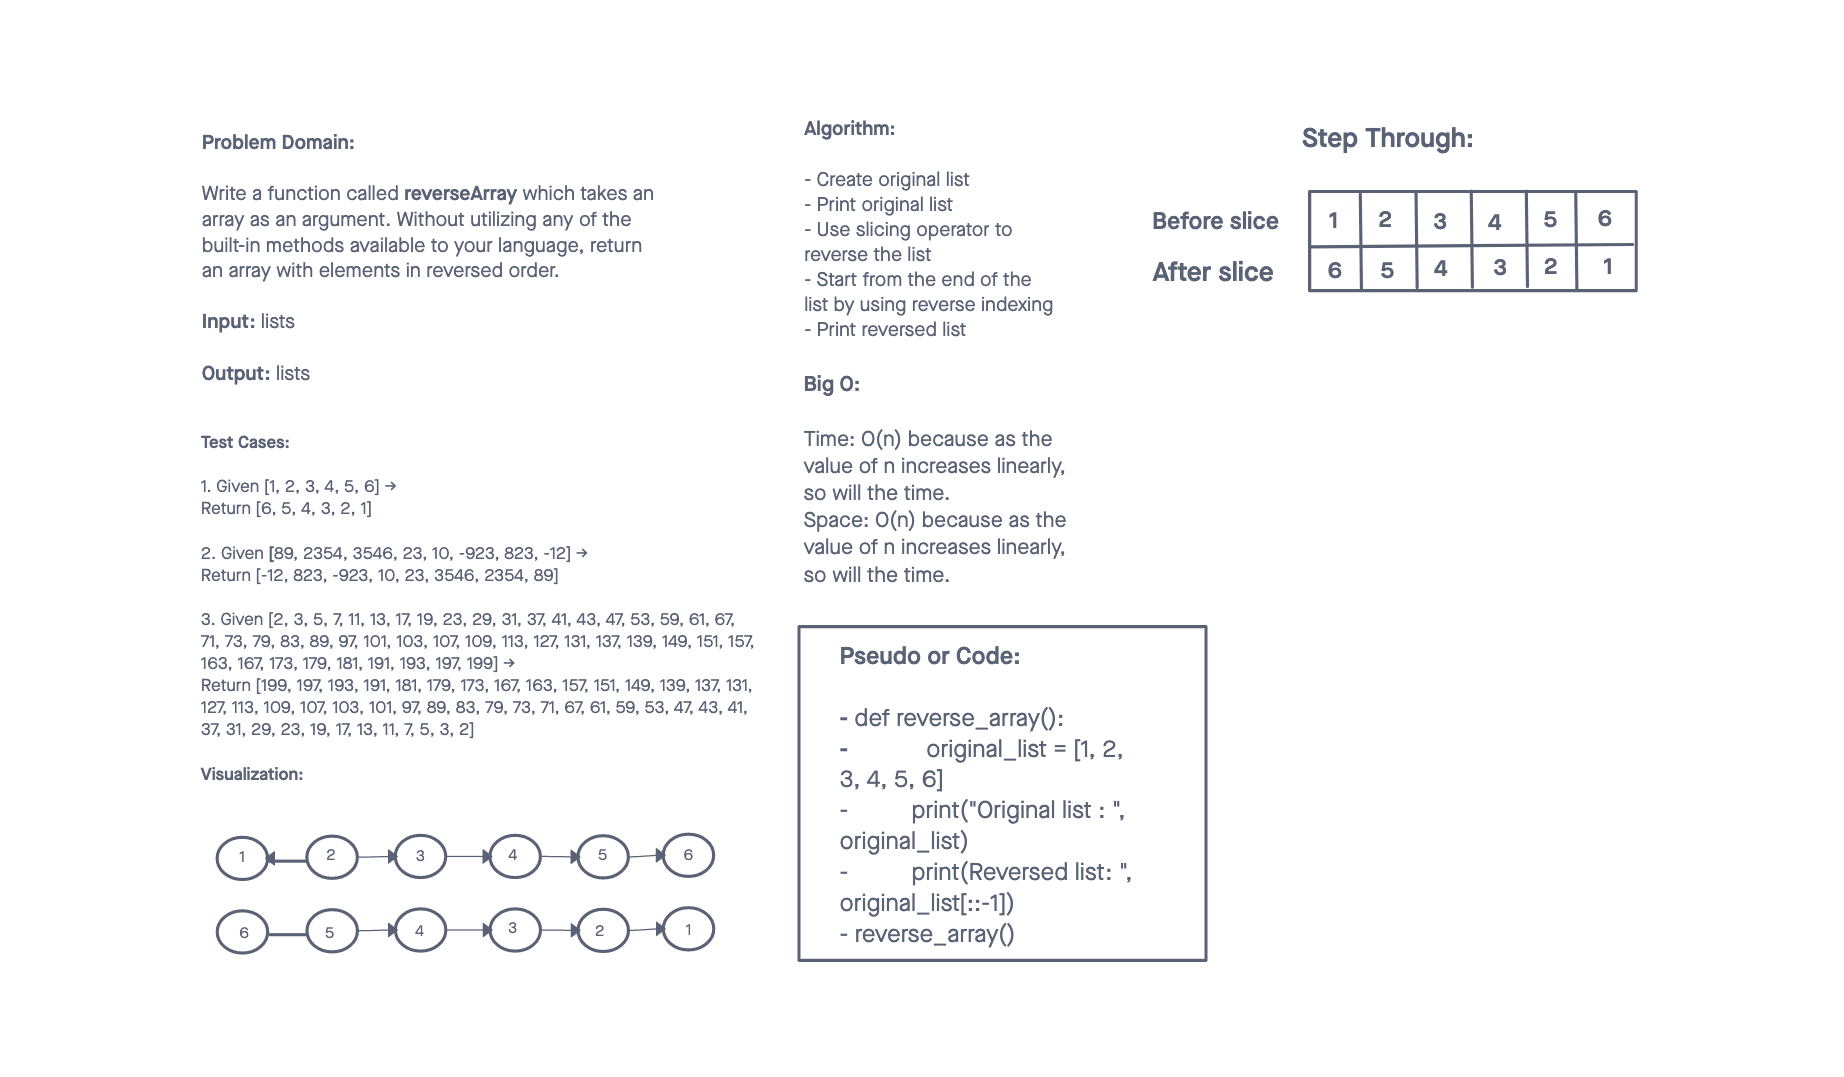 Problem Domain:
Write a function called reverseArray which takes an
array as an argument. Without utilizing any of the
built-in methods available to your language, return
an array with elements in reversed order.
Input: lists
Output: lists
Test Cases:
1. Given [1, 2, 3, 4, 5, 6] →
Return [6, 5, 4, 3, 2, 1]
2. Given [89, 2354, 3546, 23, 10, -923, 823, -12] →
Return [-12, 823, -923, 10, 23, 3546, 2354, 89]
3. Given [2, 3, 5, 7, 11, 13, 17, 19, 23, 29, 31, 37, 41, 43, 47, 53, 59, 61, 67,
71, 73, 79, 83, 89, 97, 101, 103, 107, 109, 113, 127, 131, 137, 139, 149, 151, 157,
163, 167, 173, 179, 181, 191, 193, 197, 199] →
Return [199, 197, 193, 191, 181, 179, 173, 167, 163, 157, 151, 149, 139, 137, 131,
127, 113, 109, 107, 103, 101, 97, 89, 83, 79, 73, 71, 67, 61, 59, 53, 47, 43, 41,
37, 31, 29, 23, 19, 17, 13, 11, 7, 5, 3, 2]
Visualization:
1 2 3 4 5 6
6 5 4 3 2 1
Algorithm:
- Create original list
- Print original list
- Use slicing operator to
reverse the list
- Start from the end of the
list by using reverse indexing
- Print reversed list
Big O:
Time: O(n) because as the
value of n increases linearly,
so will the time.
Space: O(n) because as the
value of n increases linearly,
so will the time.
Pseudo or Code:
- def reverse_array():
- original_list = [1, 2,
3, 4, 5, 6]
- print("Original list : ",
original_list)
- print(Reversed list: ",
original_list[::-1])
- reverse_array()
Step Through:
Before slice 1 2 3 4 5 6
After slice 6 5 4 3 2 1